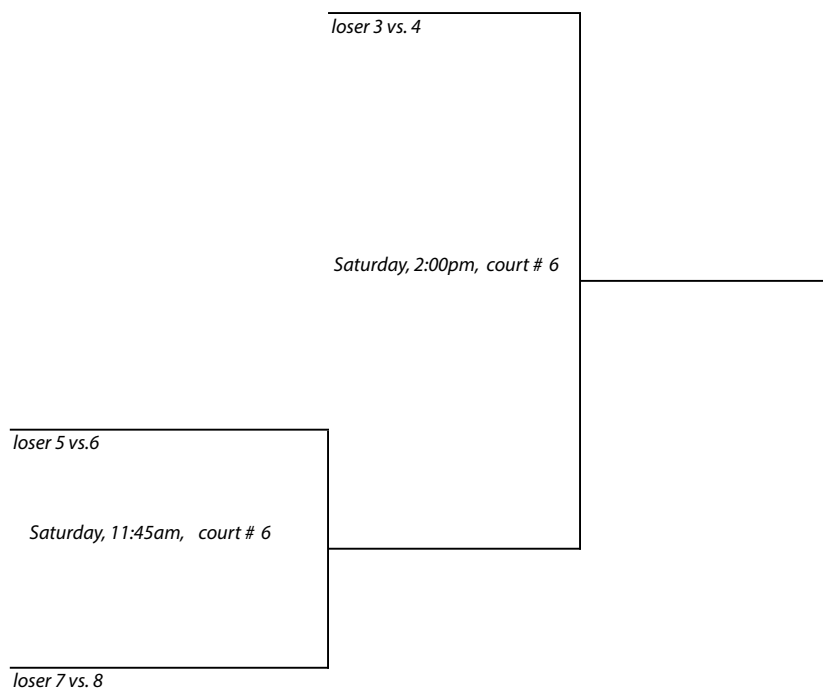 loser 3 vs. 4
Saturday, 2:00pm, court # 6
loser 5 vs.6
Saturday, 11:45am, court # 6
loser 7 vs. 8